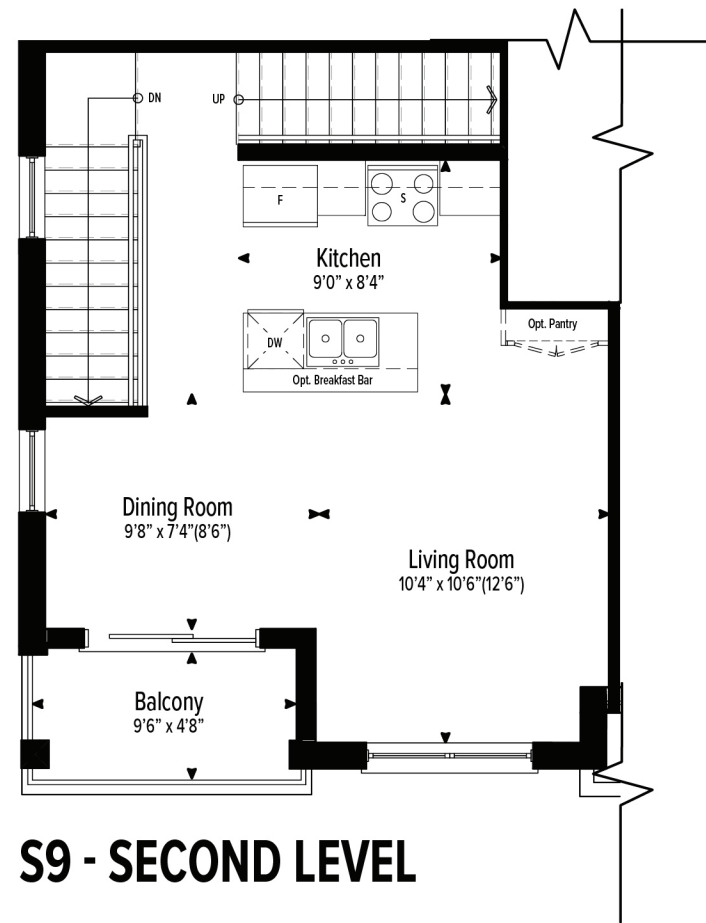 DN
UP
F
S
Kitchen
9’0” x 8’4”
Opt. Pantry
DW
Opt. Breakfast Bar
Dining Room
9’8” x 7’4”(8’6”)
Living Room
10’4” x 10’6”(12’6”)
Balcony
9’6” x 4’8”
S9 - SECOND LEVEL